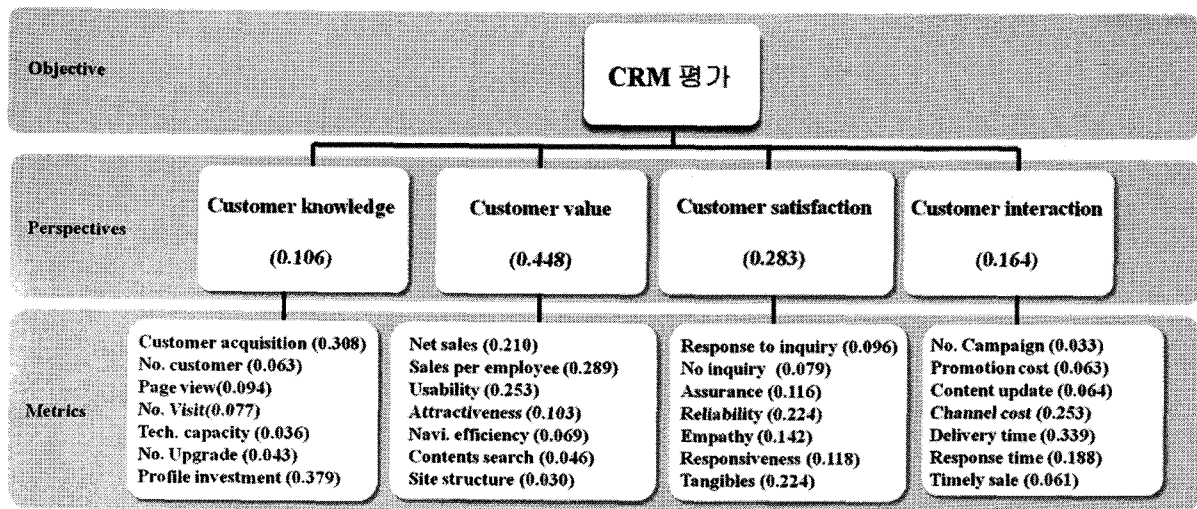 Objective
CRM 평가
Perspectives
Customer knowledge
(0.106)
Customer value
(0.448)
Customer satisfaction
(0.283)
Customer interaction
(0.164)
Metrics
Customer acquisition (0.308)
No. customer (0.063)
Page view(0.094)
No. Visit(0.077)
Tech. capacity (0.036)
No. Upgrade (0.043)
Profile investment (0.379)
Net sales (0.210)
Sales per employee (0.289)
Usability (0.253)
Attractiveness (0.103)
Navi. efficiency (0.069)
Contents search (0.046)
Site structure (0.030)
Response to inquiry (0.096)
No inquiry (0.079)
Assurance (0.116)
Reliability (0.224)
Empathy (0.142)
Responsiveness (0.118)
Tangibles (0.224)
No. Campaign (0.033)
Promotion cost (0.063)
Content update (0.064)
Channel cost (0.253)
Delivery time (0.339)
Response time (0.188)
Timely sale (0.061)